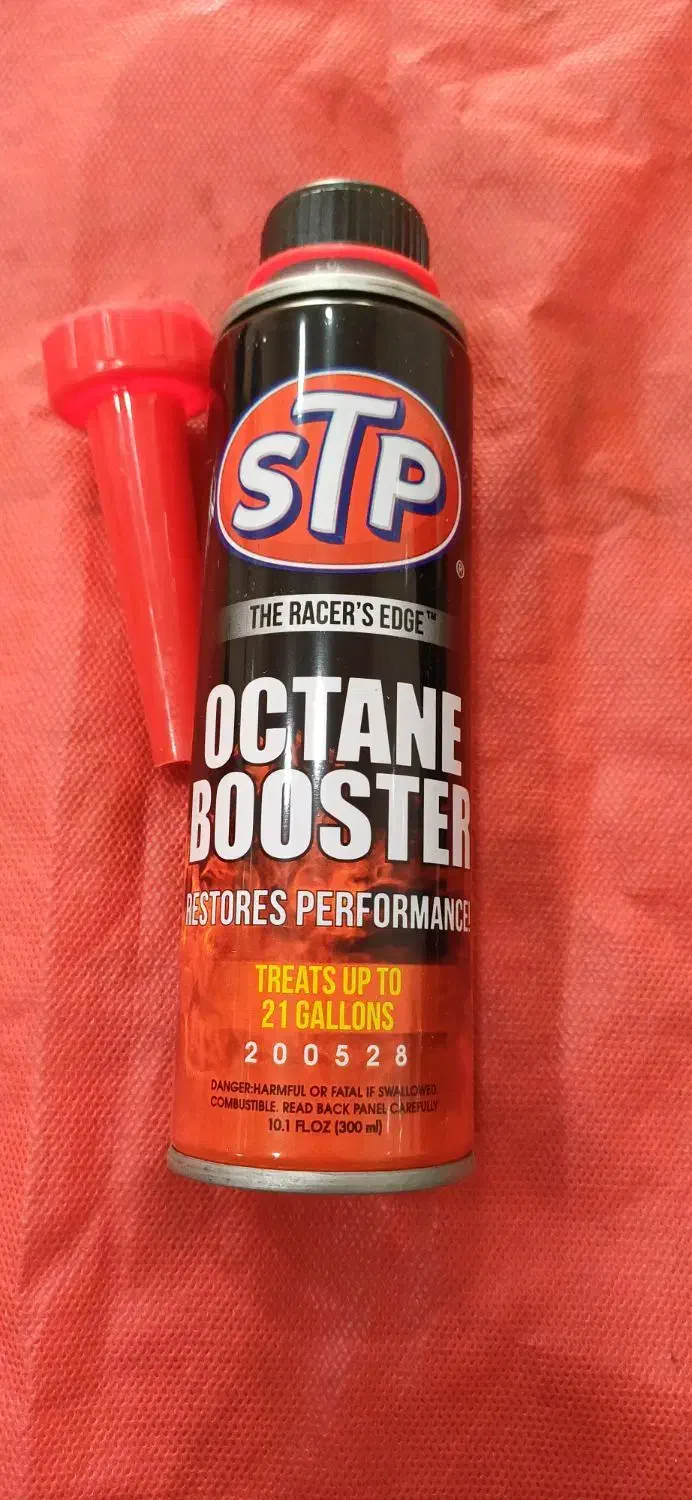 STP
®
THE RACER'S EDGE™
OCTANE
BOOSTER
RESTORES PERFORMANCE!
TREATS UP TO
21 GALLONS
200528
DANGER:HARMFUL OR FATAL IF SWALLOWED.
COMBUSTIBLE. READ BACK PANEL CAREFULLY
10.1 FL.OZ (300 ml)